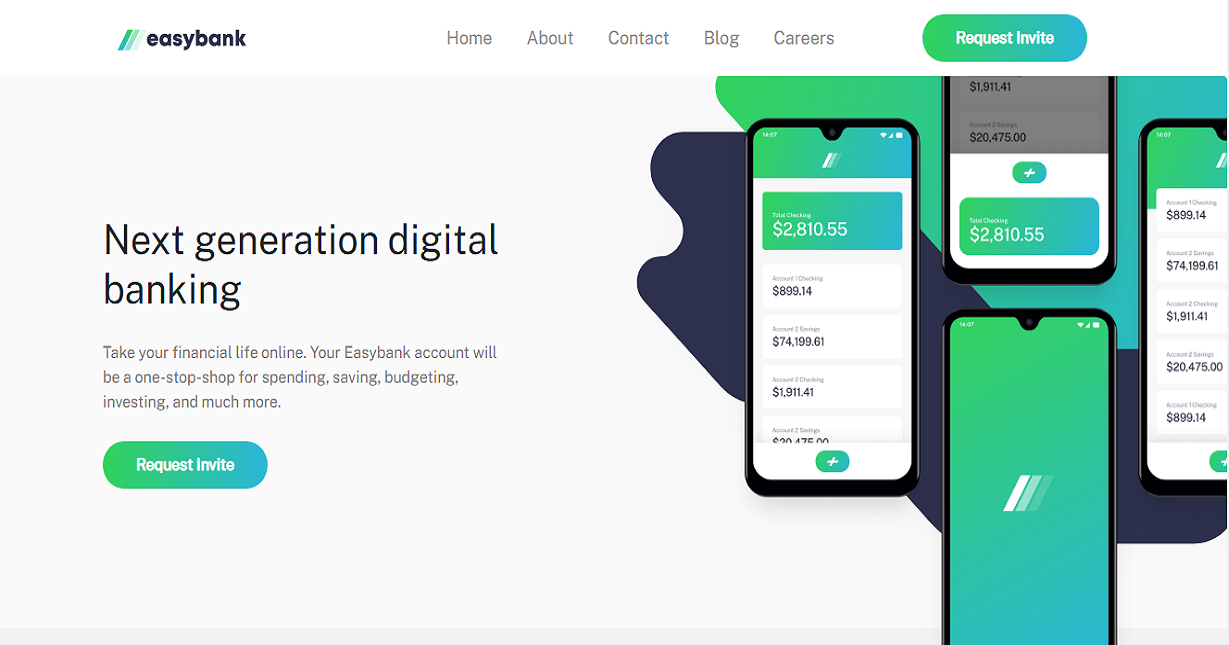 easybank
Home About Contact Blog Careers
Request Invite
Next generation digital
banking
Take your financial life online. Your Easybank account will
be a one-stop-shop for spending, saving, budgeting,
investing, and much more.
Request Invite
14:07
Total Checking
$2,810.55
Account 1 Checking
$899.14
Account 2 Savings
$74,199.61
Account 2 Checking
$1,911.41
Account 2 Savings
$20,475.00
$1,911.41
Account 2 Savings
$20,475.00
Total Checking
$2,810.55
14:07
14:07
Account 1 Checking
$899.14
Account 2 Savings
$74,199.61
Account 2 Checking
$1,911.41
Account 2 Savings
$20,475.00
Account 1 Checking
$899.14